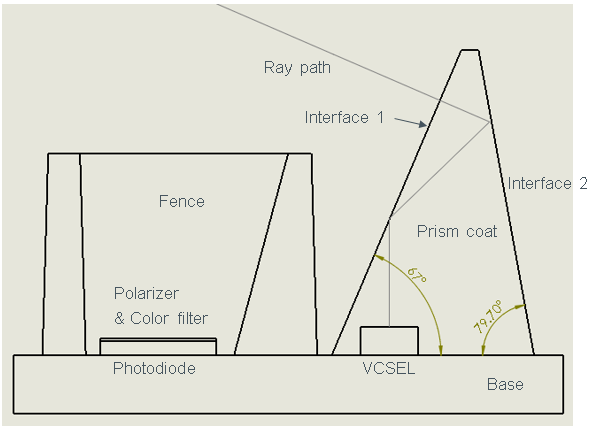 Ray path
Interface 1
Interface 2
Fence
Prism coat
67°
Polarizer
& Color filter
79.70°
Photodiode
VCSEL
Base